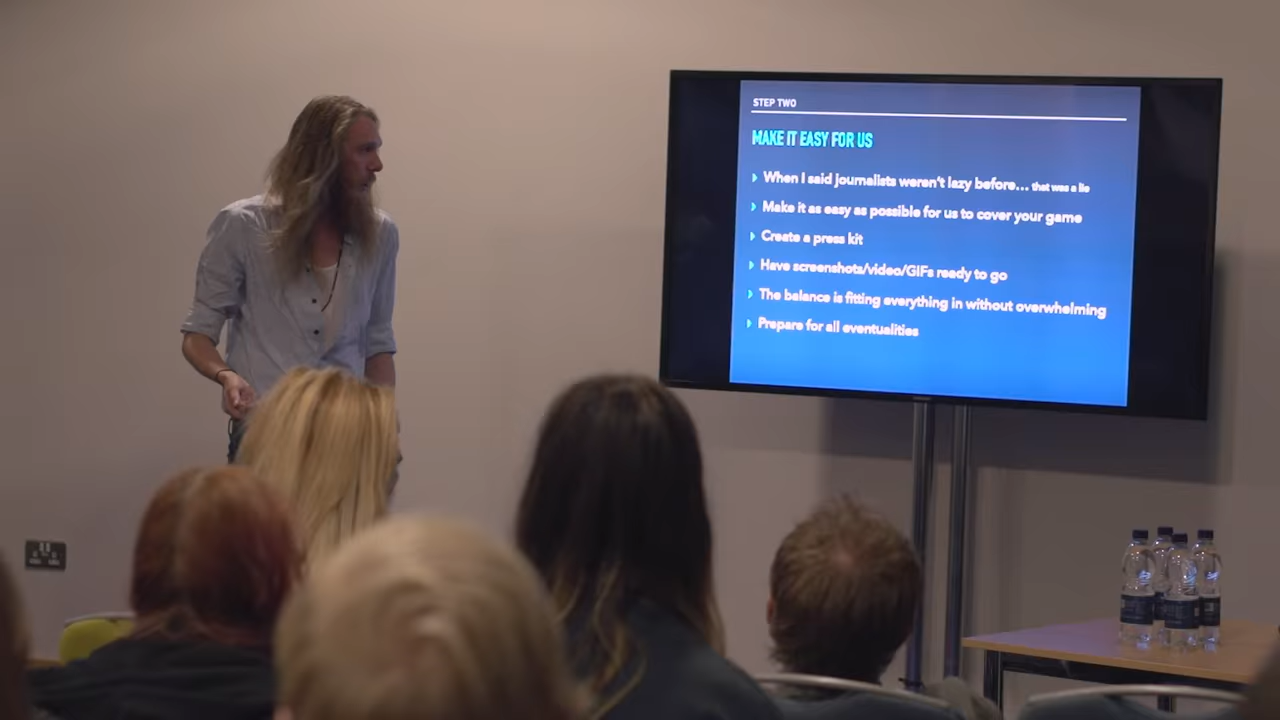 STEP TWO
MAKE IT EASY FOR US
When I said journalists weren't lazy before... that was a lie
Make it as easy as possible for us to cover your game
Create a press kit
Have screenshots/video/GIFs ready to go
The balance is fitting everything in without overwhelming
Prepare for all eventualities